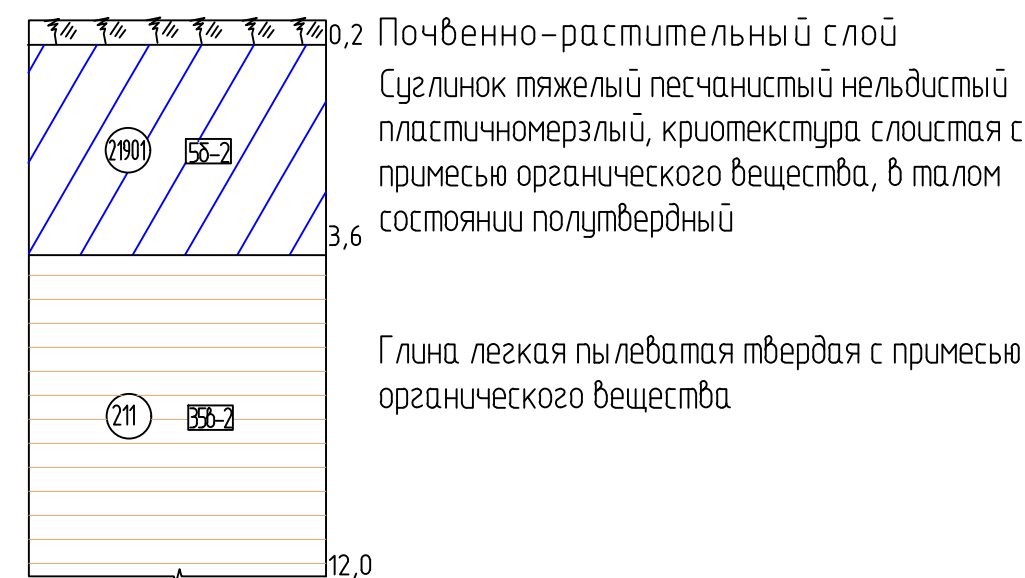 0,2 Почвенно-растительный слой
Суглинок тяжелый песчанистый нельдистый
пластичномерзлый, криотекстура слоистая с
21901 5б-2
примесью органического вещества, в талом
состоянии полутвердный
3,6
Глина легкая пылеватая твердая с примесью
органического вещества
211 35в-2
12,0